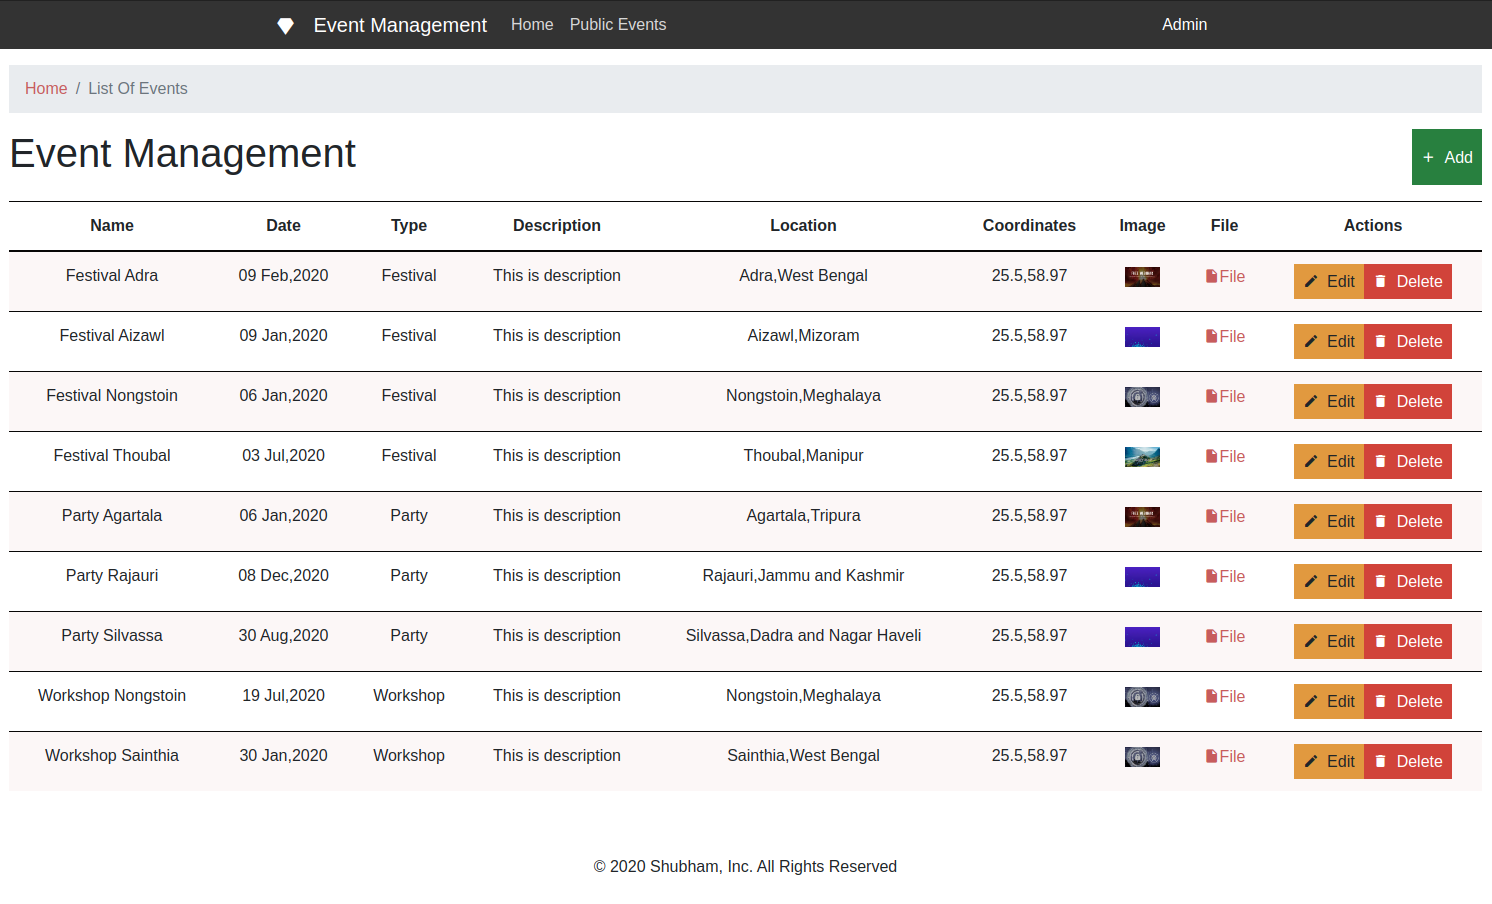 Event Management Home Public Events Admin
Home / List Of Events
Event Management
+ Add
Name Date Type Description Location Coordinates Image File Actions
Festival Adra 09 Feb,2020 Festival This is description Adra,West Bengal 25.5,58.97 File Edit Delete
Festival Aizawl 09 Jan,2020 Festival This is description Aizawl,Mizoram 25.5,58.97 File Edit Delete
Festival Nongstoin 06 Jan,2020 Festival This is description Nongstoin,Meghalaya 25.5,58.97 File Edit Delete
Festival Thoubal 03 Jul,2020 Festival This is description Thoubal,Manipur 25.5,58.97 File Edit Delete
Party Agartala 06 Jan,2020 Party This is description Agartala,Tripura 25.5,58.97 File Edit Delete
Party Rajauri 08 Dec,2020 Party This is description Rajauri,Jammu and Kashmir 25.5,58.97 File Edit Delete
Party Silvassa 30 Aug,2020 Party This is description Silvassa,Dadra and Nagar Haveli 25.5,58.97 File Edit Delete
Workshop Nongstoin 19 Jul,2020 Workshop This is description Nongstoin,Meghalaya 25.5,58.97 File Edit Delete
Workshop Sainthia 30 Jan,2020 Workshop This is description Sainthia,West Bengal 25.5,58.97 File Edit Delete
© 2020 Shubham, Inc. All Rights Reserved